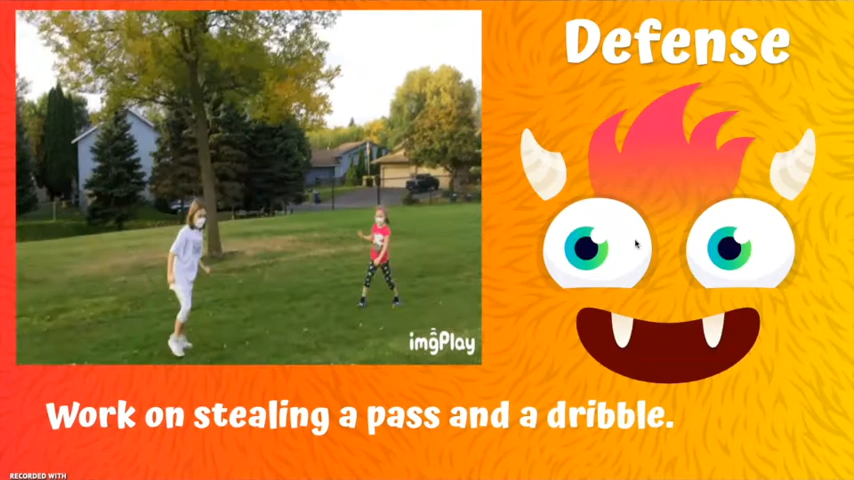 Defense
imgPlay
Work on stealing a pass and a dribble.
RECORDED WITH